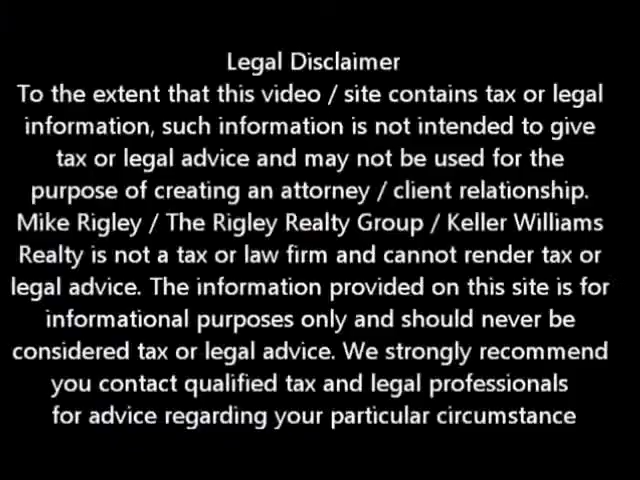 Legal Disclaimer
To the extent that this video / site contains tax or legal
information, such information is not intended to give
tax or legal advice and may not be used for the
purpose of creating an attorney / client relationship.
Mike Rigley / The Rigley Realty Group / Keller Williams
Realty is not a tax or law firm and cannot render tax or
legal advice. The information provided on this site is for
informational purposes only and should never be
considered tax or legal advice. We strongly recommend
you contact qualified tax and legal professionals
for advice regarding your particular circumstance